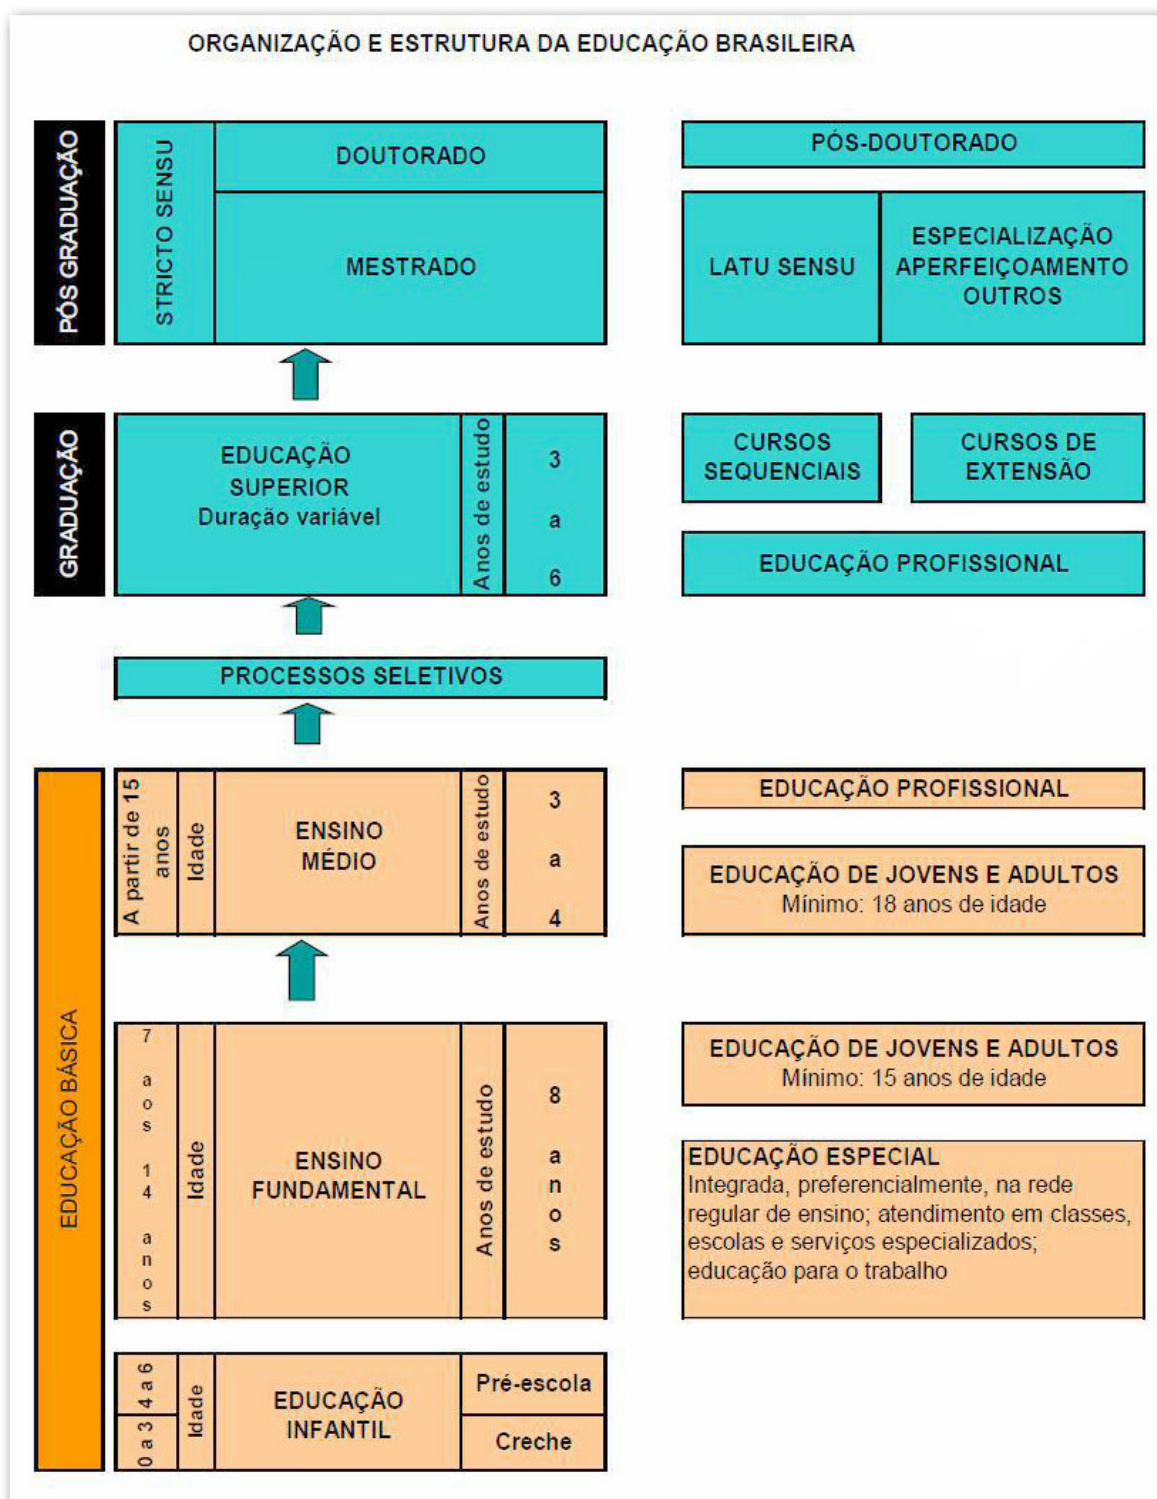 ORGANIZAÇÃO E ESTRUTURA DA EDUCAÇÃO BRASILEIRA
PÓS GRADUAÇÃO
STRICTO SENSU
DOUTORADO
MESTRADO
PÓS-DOUTORADO
LATU SENSU
ESPECIALIZAÇÃO
APERFEIÇOAMENTO
OUTROS
GRADUAÇÃO
EDUCAÇÃO
SUPERIOR
Duração variável
Anos de estudo
3
a
6
CURSOS
SEQUENCIAIS
CURSOS DE
EXTENSÃO
EDUCAÇÃO PROFISSIONAL
PROCESSOS SELETIVOS
EDUCAÇÃO BÁSICA
A partir de 15
anos
Idade
ENSINO
MÉDIO
Anos de estudo
3
a
4
EDUCAÇÃO PROFISSIONAL
EDUCAÇÃO DE JOVENS E ADULTOS
Mínimo: 18 anos de idade
7 aos 14 anos
Idade
ENSINO
FUNDAMENTAL
Anos de estudo
8
anos
EDUCAÇÃO DE JOVENS E ADULTOS
Mínimo: 15 anos de idade
EDUCAÇÃO ESPECIAL
Integrada, preferencialmente, na rede
regular de ensino; atendimento em classes,
escolas e serviços especializados;
educação para o trabalho
4 a 6
0 a 3
Idade
EDUCAÇÃO
INFANTIL
Pré-escola
Creche